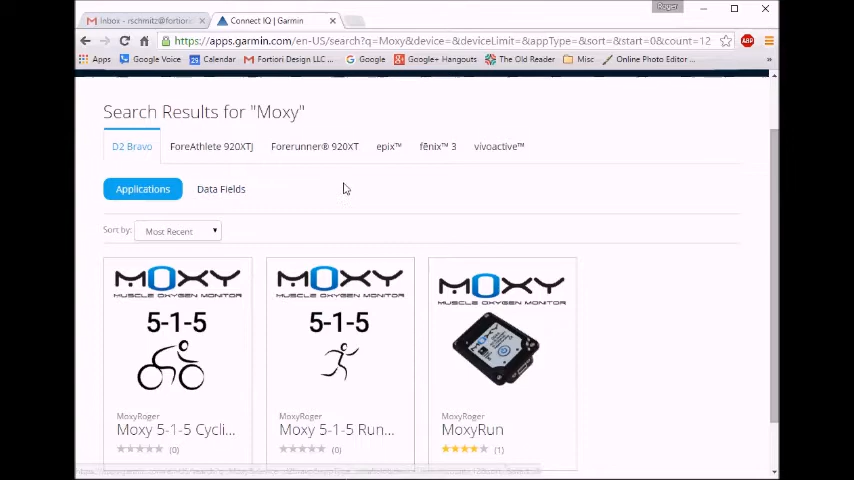 Roger
Inbox - rschmitz@fortiori
Connect IQ | Garmin
https://apps.garmin.com/en-US/search?q=Moxy&device=&deviceLimit=&appType=&sort=&start=0&count=12
ABP
Apps Google Voice 29 Calendar Fortiori Design LLC ... Google Google+ Hangouts The Old Reader Misc Online Photo Editor ... »
Search Results for "Moxy"
D2 Bravo ForeAthlete 920XTJ Forerunner® 920XT epix™ fēnix™ 3 vívoactive™
Applications Data Fields
Sort by: Most Recent
MOXY MOXY MOXY
MUSCLE OXYGEN MONITOR MUSCLE OXYGEN MONITOR MUSCLE OXYGEN MONITOR
5-1-5 5-1-5
MOXY
MoxyRoger MoxyRoger MoxyRoger
Moxy 5-1-5 Cycli... Moxy 5-1-5 Run... MoxyRun
(0) (0) (1)